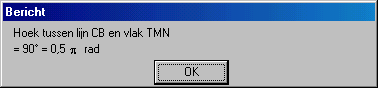 Bericht
Hoek tussen lijn CB en vlak TMN
= 90° = 0,5 π rad
OK